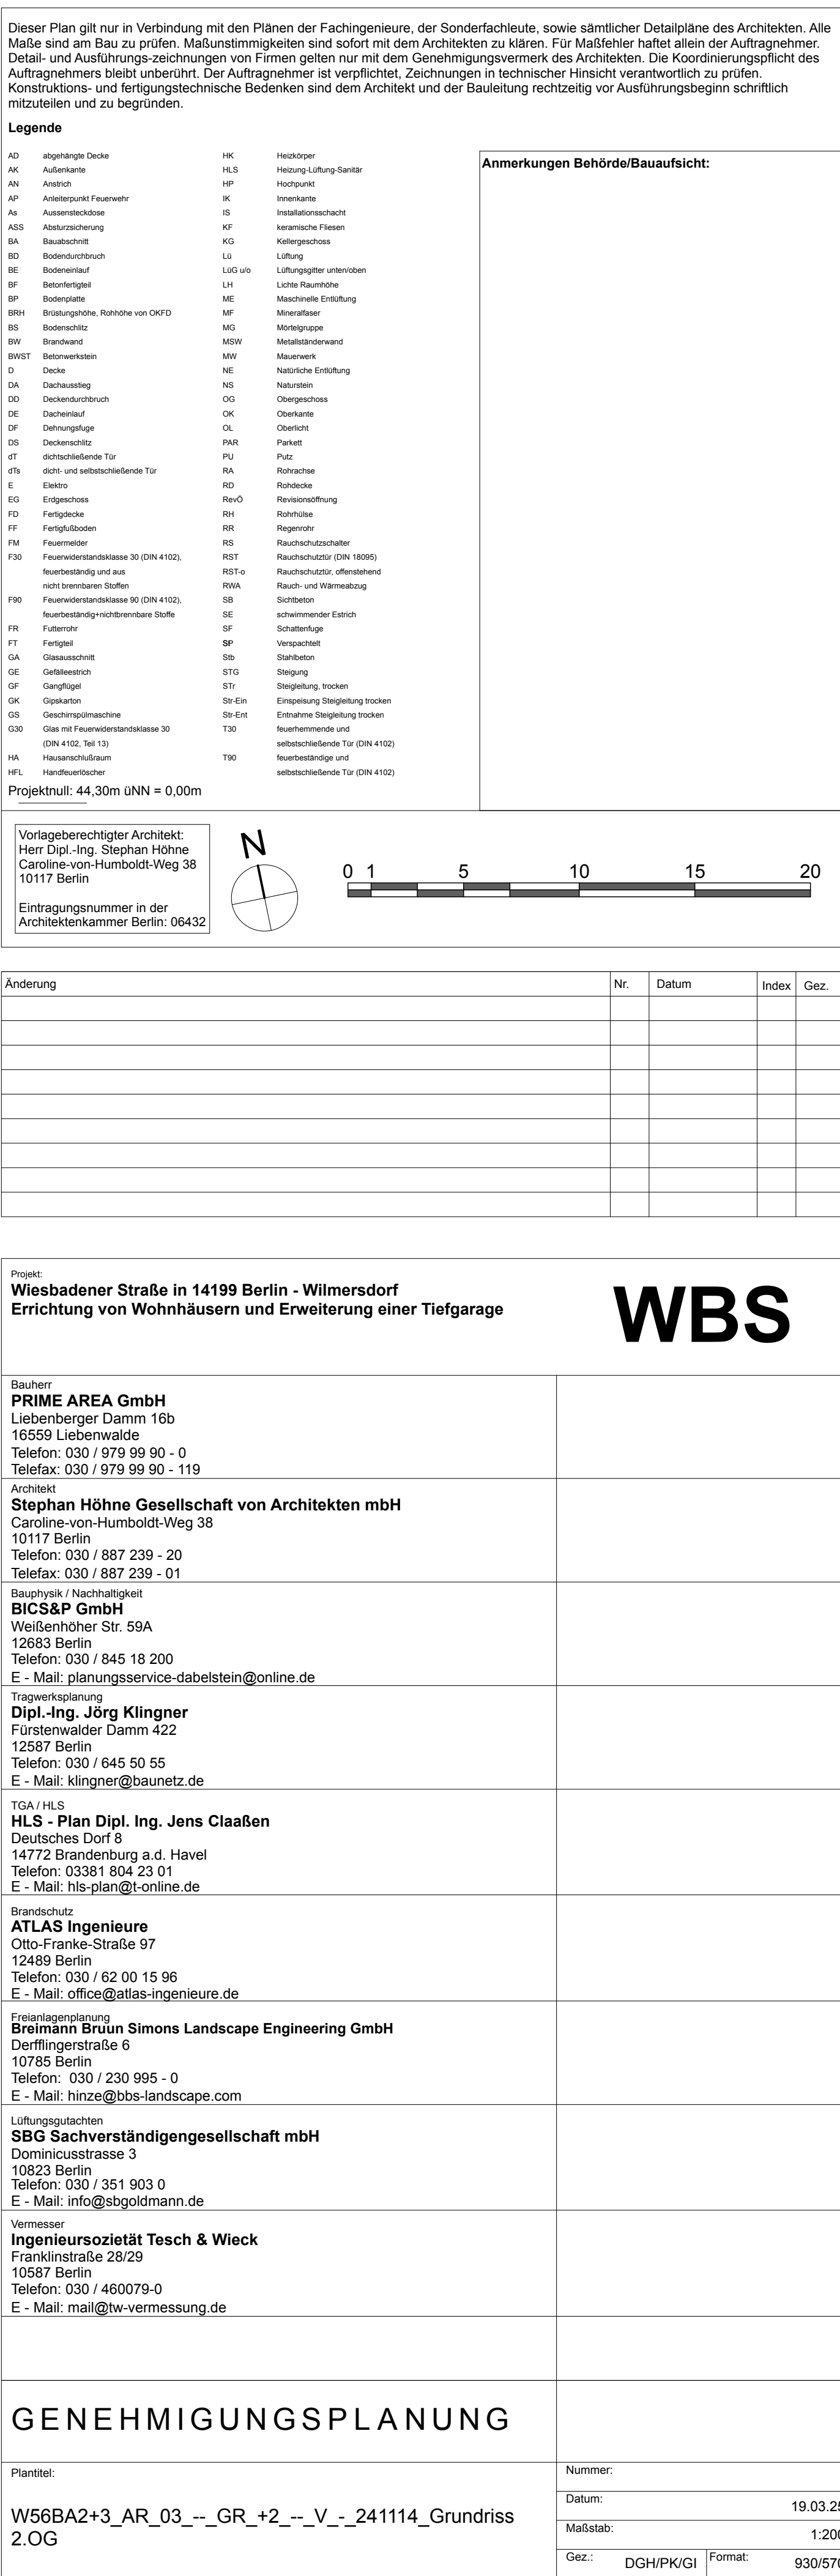 Dieser Plan gilt nur in Verbindung mit den Plänen der Fachingenieure, der Sonderfachleute, sowie sämtlicher Detailpläne des Architekten. Alle
Maße sind am Bau zu prüfen. Maßunstimmigkeiten sind sofort mit dem Architekten zu klären. Für Maßfehler haftet allein der Auftragnehmer.
Detail- und Ausführungs-zeichnungen von Firmen gelten nur mit dem Genehmigungsvermerk des Architekten. Die Koordinierungspflicht des
Auftragnehmers bleibt unberührt. Der Auftragnehmer ist verpflichtet, Zeichnungen in technischer Hinsicht verantwortlich zu prüfen.
Konstruktions- und fertigungstechnische Bedenken sind dem Architekt und der Bauleitung rechtzeitig vor Ausführungsbeginn schriftlich
mitzuteilen und zu begründen.
Legende
AD abgehängte Decke
AK Außenkante
AN Anstrich
AP Anleiterpunkt Feuerwehr
As Aussensteckdose
ASS Absturzsicherung
BA Bauabschnitt
BD Bodendurchbruch
BE Bodeneinlauf
BF Betonfertigteil
BP Bodenplatte
BRH Brüstungshöhe, Rohhöhe von OKFD
BS Bodenschlitz
BW Brandwand
BWST Betonwerkstein
D Decke
DA Dachausstieg
DD Deckendurchbruch
DE Dacheinlauf
DF Dehnungsfuge
DS Deckenschlitz
dT dichtschließende Tür
dTs dicht- und selbstschließende Tür
E Elektro
EG Erdgeschoss
FD Fertigdecke
FF Fertigfußboden
FM Feuermelder
F30 Feuerwiderstandsklasse 30 (DIN 4102),
feuerbeständig und aus
nicht brennbaren Stoffen
F90 Feuerwiderstandsklasse 90 (DIN 4102),
feuerbeständig+nichtbrennbare Stoffe
FR Futterrohr
FT Fertigteil
GA Glasausschnitt
GE Gefälleestrich
GF Gangflügel
GK Gipskarton
GS Geschirrspülmaschine
G30 Glas mit Feuerwiderstandsklasse 30
(DIN 4102, Teil 13)
HA Hausanschlußraum
HFL Handfeuerlöscher
HK Heizkörper
HLS Heizung-Lüftung-Sanitär
HP Hochpunkt
IK Innenkante
IS Installationsschacht
KF keramische Fliesen
KG Kellergeschoss
Lü Lüftung
LüG u/o Lüftungsgitter unten/oben
LH Lichte Raumhöhe
ME Maschinelle Entlüftung
MF Mineralfaser
MG Mörtelgruppe
MSW Metallständerwand
MW Mauerwerk
NE Natürliche Entlüftung
NS Naturstein
OG Obergeschoss
OK Oberkante
OL Oberlicht
PAR Parkett
PU Putz
RA Rohrachse
RD Rohdecke
RevÖ Revisionsöffnung
RH Rohrhülse
RR Regenrohr
RS Rauchschutzschalter
RST Rauchschutztür (DIN 18095)
RST-o Rauchschutztür, offenstehend
RWA Rauch- und Wärmeabzug
SB Sichtbeton
SE schwimmender Estrich
SF Schattenfuge
SP Verspachtelt
Stb Stahlbeton
STG Steigung
STr Steigleitung, trocken
Str-Ein Einspeisung Steigleitung trocken
Str-Ent Entnahme Steigleitung trocken
T30 feuerhemmende und
selbstschließende Tür (DIN 4102)
T90 feuerbeständige und
selbstschließende Tür (DIN 4102)
Anmerkungen Behörde/Bauaufsicht:
Projektnull: 44,30m üNN = 0,00m
Vorlageberechtigter Architekt:
Herr Dipl.-Ing. Stephan Höhne
Caroline-von-Humboldt-Weg 38
10117 Berlin
Eintragungsnummer in der
Architektenkammer Berlin: 06432
N
0 1 5 10 15 20
Änderung Nr. Datum Index Gez.
Projekt:
Wiesbadener Straße in 14199 Berlin - Wilmersdorf
Errichtung von Wohnhäusern und Erweiterung einer Tiefgarage
WBS
Bauherr
PRIME AREA GmbH
Liebenberger Damm 16b
16559 Liebenwalde
Telefon: 030 / 979 99 90 - 0
Telefax: 030 / 979 99 90 - 119
Architekt
Stephan Höhne Gesellschaft von Architekten mbH
Caroline-von-Humboldt-Weg 38
10117 Berlin
Telefon: 030 / 887 239 - 20
Telefax: 030 / 887 239 - 01
Bauphysik / Nachhaltigkeit
BICS&P GmbH
Weißenhöher Str. 59A
12683 Berlin
Telefon: 030 / 845 18 200
E - Mail: planungsservice-dabelstein@online.de
Tragwerksplanung
Dipl.-Ing. Jörg Klingner
Fürstenwalder Damm 422
12587 Berlin
Telefon: 030 / 645 50 55
E - Mail: klingner@baunetz.de
TGA / HLS
HLS - Plan Dipl. Ing. Jens Claaßen
Deutsches Dorf 8
14772 Brandenburg a.d. Havel
Telefon: 03381 804 23 01
E - Mail: hls-plan@t-online.de
Brandschutz
ATLAS Ingenieure
Otto-Franke-Straße 97
12489 Berlin
Telefon: 030 / 62 00 15 96
E - Mail: office@atlas-ingenieure.de
Freianlagenplanung
Breimann Bruun Simons Landscape Engineering GmbH
Derfflingerstraße 6
10785 Berlin
Telefon: 030 / 230 995 - 0
E - Mail: hinze@bbs-landscape.com
Lüftungsgutachten
SBG Sachverständigengesellschaft mbH
Dominicusstrasse 3
10823 Berlin
Telefon: 030 / 351 903 0
E - Mail: info@sbgoldmann.de
Vermesser
Ingenieursozietät Tesch & Wieck
Franklinstraße 28/29
10587 Berlin
Telefon: 030 / 460079-0
E - Mail: mail@tw-vermessung.de
GENEHMIGUNGSPLANUNG
Plantitel:
W56BA2+3_AR_03_--_GR_+2_--_V_-_241114_Grundriss
2.OG
Nummer:
Datum: 19.03.25
Maßstab: 1:200
Gez.: DGH/PK/GI Format: 930/570